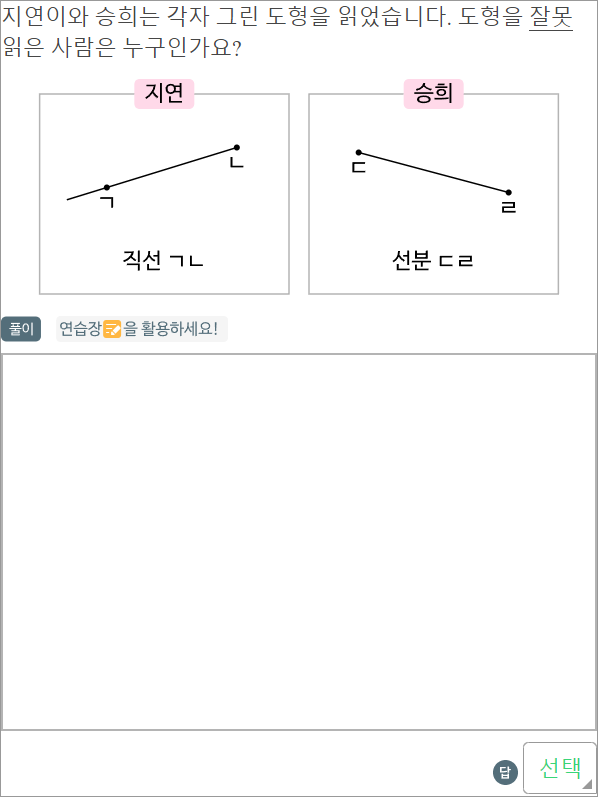 지연이와 승희는 각자 그린 도형을 읽었습니다. 도형을 잘못
읽은 사람은 누구인가요?
지연
승희
ㄱ
ㄴ
ㄷ
ㄹ
직선 ㄱㄴ
선분 ㄷㄹ
풀이
연습장을 활용하세요!
답
선택